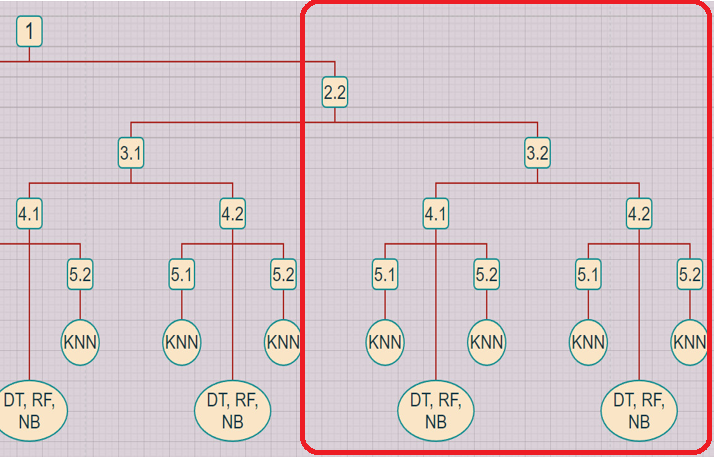 1
2.2
3.1
3.2
4.1
4.2
4.1
4.2
5.2
5.1
5.2
5.1
5.2
5.1
5.2
KNN
KNN
KNN
KNN
KNN
KNN
KNN
DT, RF,
NB
DT, RF,
NB
DT, RF,
NB
DT, RF,
NB